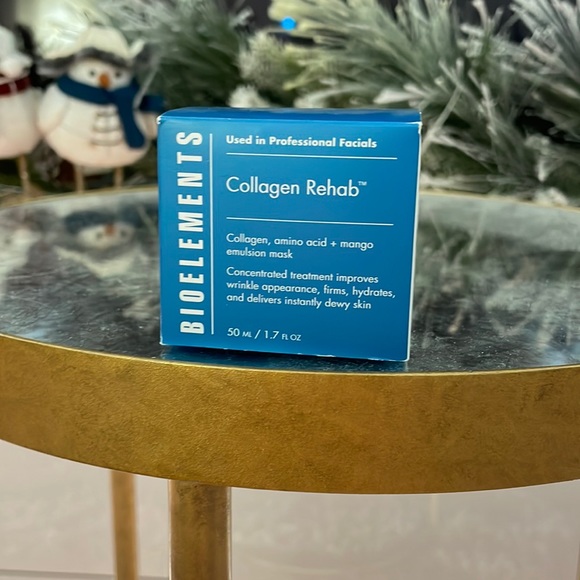 BIOELEMENTS
Used in Professional Facials
Collagen Rehab™
Collagen, amino acid + mango
emulsion mask
Concentrated treatment improves
wrinkle appearance, firms, hydrates,
and delivers instantly dewy skin
50 ML / 1.7 FL OZ